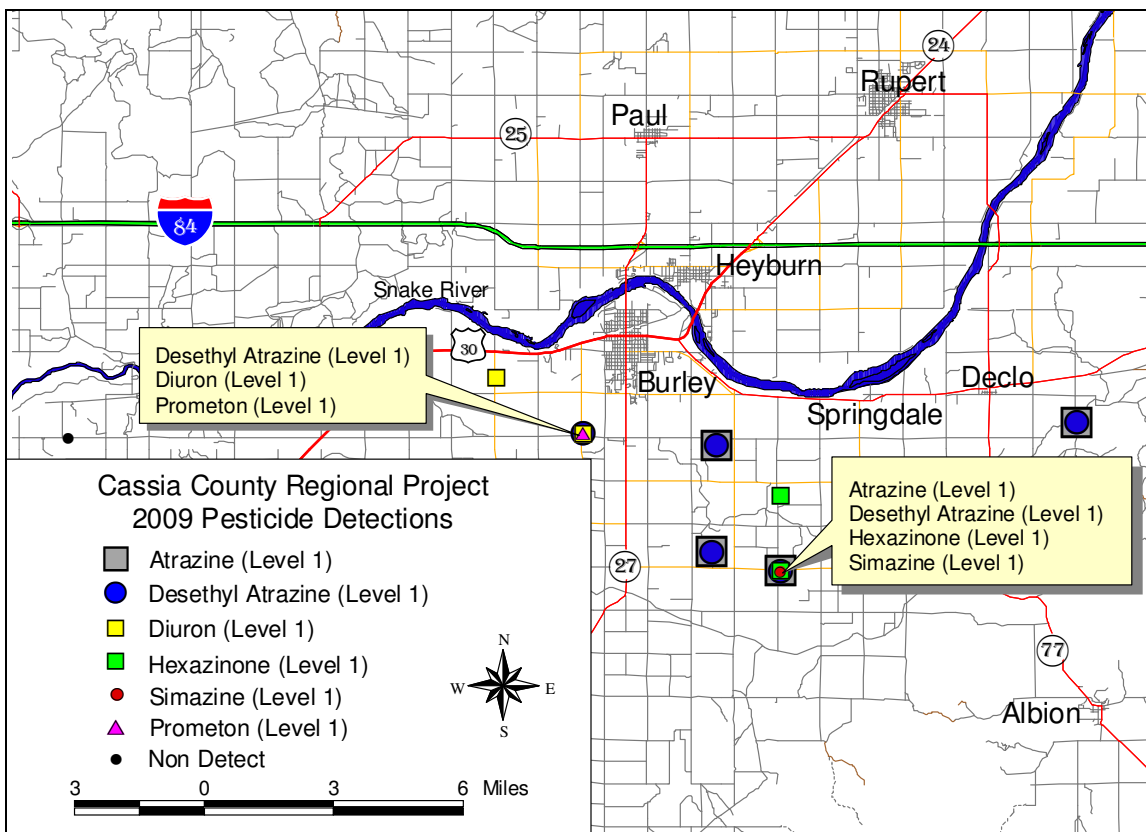 24
Rupert
Paul
25
84
Heyburn
Snake River
30
Desethyl Atrazine (Level 1)
Diuron (Level 1)
Prometon (Level 1)
Burley
Declo
Springdale
Atrazine (Level 1)
Desethyl Atrazine (Level 1)
Hexazinone (Level 1)
Simazine (Level 1)
27
77
Albion
Cassia County Regional Project
2009 Pesticide Detections
Atrazine (Level 1)
Desethyl Atrazine (Level 1)
Diuron (Level 1)
Hexazinone (Level 1)
Simazine (Level 1)
Prometon (Level 1)
Non Detect
N
W E
S
3 0 3 6 Miles